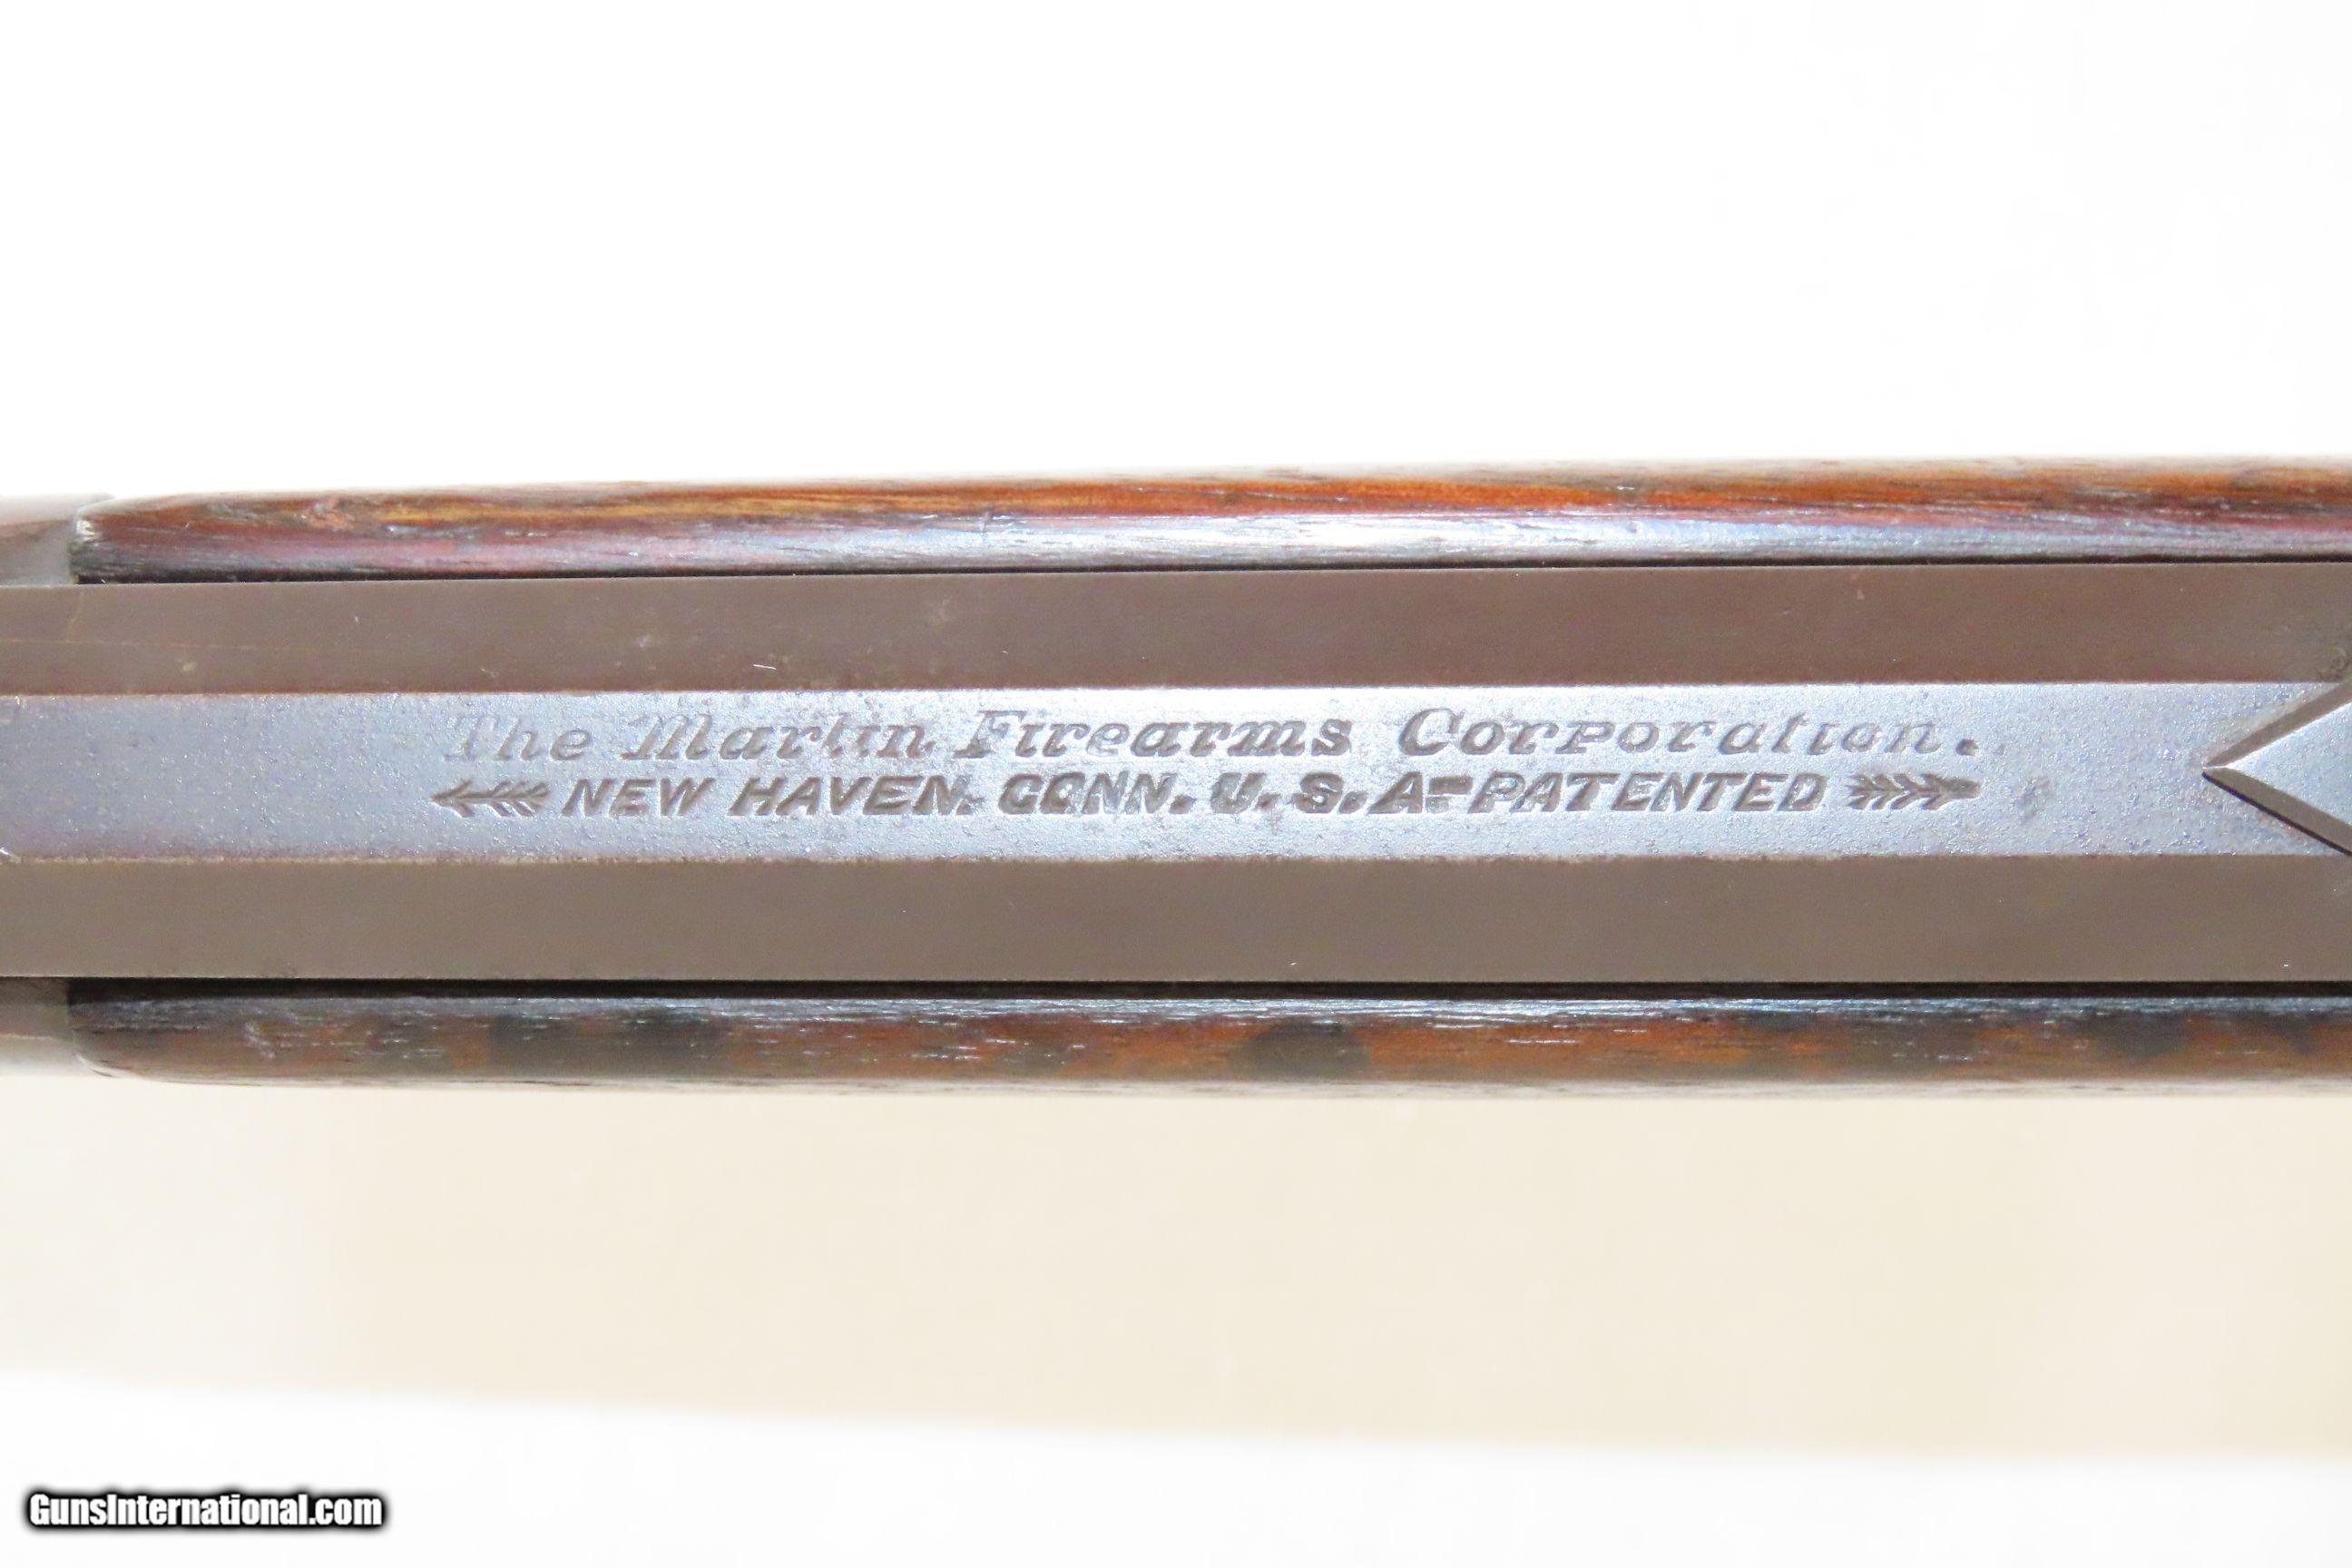 The Marlin Firearms Corporation.
NEW HAVEN, CONN. U.S.A-PATENTED
GunsInternational.com